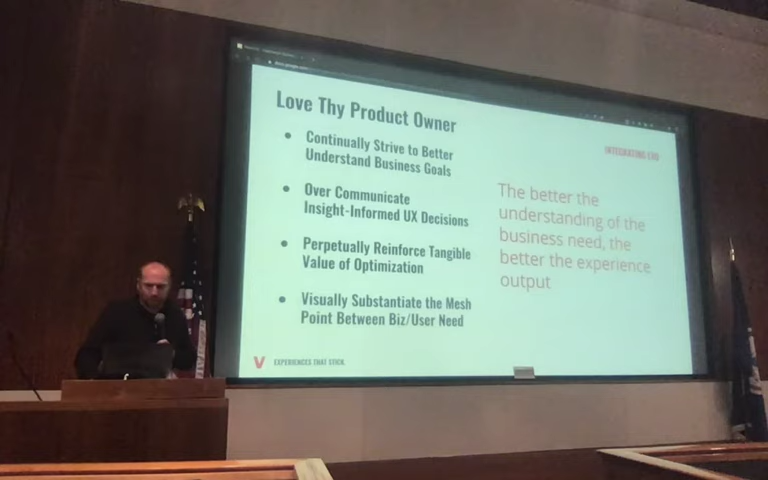 Love Thy Product Owner
Continually Strive to Better
Understand Business Goals
Over Communicate
Insight-Informed UX Decisions
Perpetually Reinforce Tangible
Value of Optimization
Visually Substantiate the Mesh
Point Between Biz/User Need
INTEGRATING EXO
The better the
understanding of the
business need, the
better the experience
output
V EXPERIENCES THAT STICK.